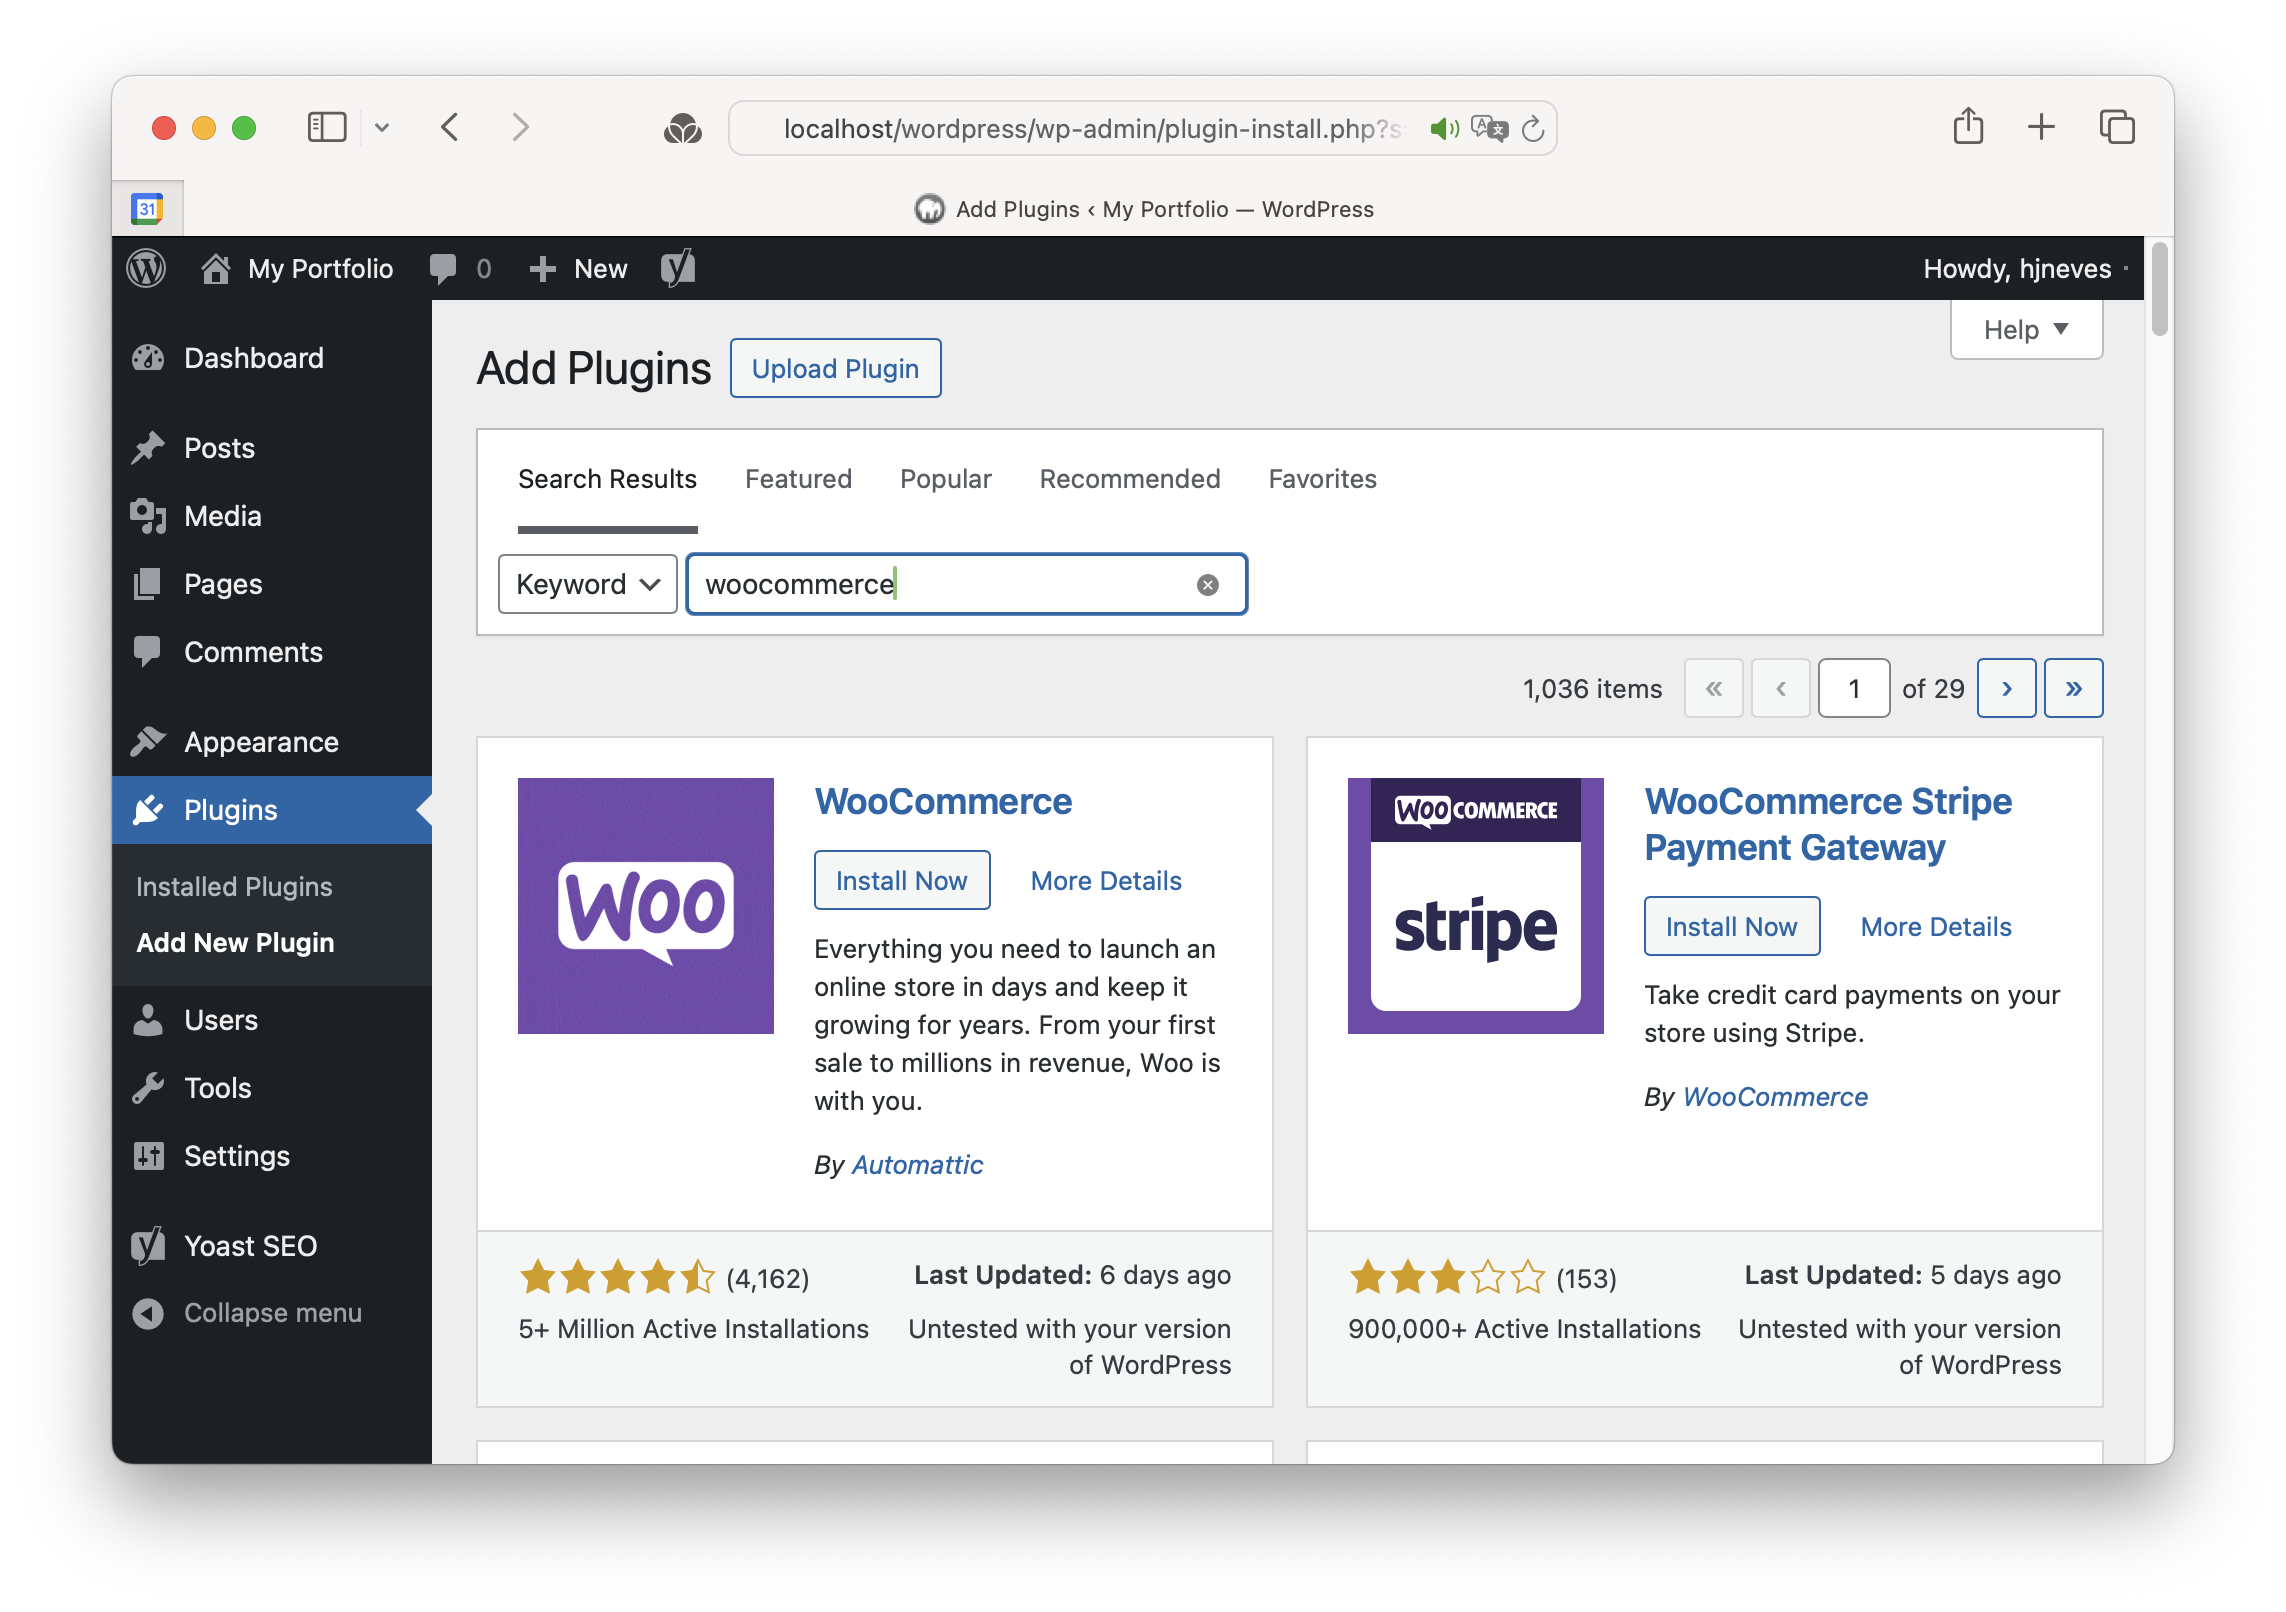 localhost/wordpress/wp-admin/plugin-install.php?s
31
Add Plugins ‹ My Portfolio — WordPress
My Portfolio
0
New
Howdy, hjneves
Help
Dashboard
Posts
Media
Pages
Comments
Appearance
Plugins
Installed Plugins
Add New Plugin
Users
Tools
Settings
Yoast SEO
Collapse menu
Add Plugins
Upload Plugin
Search Results
Featured
Popular
Recommended
Favorites
Keyword
woocommerce
1,036 items
«
‹
1
of 29
›
»
WOO
WooCommerce
Install Now
More Details
Everything you need to launch an
online store in days and keep it
growing for years. From your first
sale to millions in revenue, Woo is
with you.
By Automattic
(4,162)
5+ Million Active Installations
Last Updated: 6 days ago
Untested with your version
of WordPress
WOO COMMERCE
stripe
WooCommerce Stripe
Payment Gateway
Install Now
More Details
Take credit card payments on your
store using Stripe.
By WooCommerce
(153)
900,000+ Active Installations
Last Updated: 5 days ago
Untested with your version
of WordPress